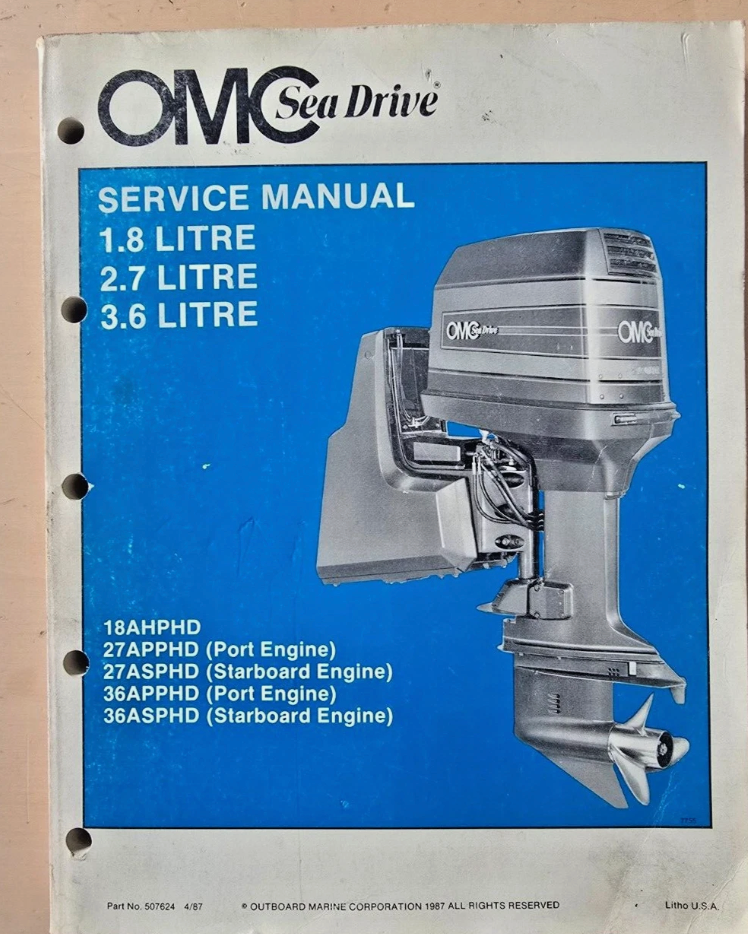 OMC Sea Drive®
SERVICE MANUAL
1.8 LITRE
2.7 LITRE
3.6 LITRE
OMC Sea Drive
OMC Sea Drive
18AHPHD
27APPHD (Port Engine)
27ASPHD (Starboard Engine)
36APPHD (Port Engine)
36ASPHD (Starboard Engine)
Part No. 507624 4/87 © OUTBOARD MARINE CORPORATION 1987 ALL RIGHTS RESERVED Litho U.S.A.